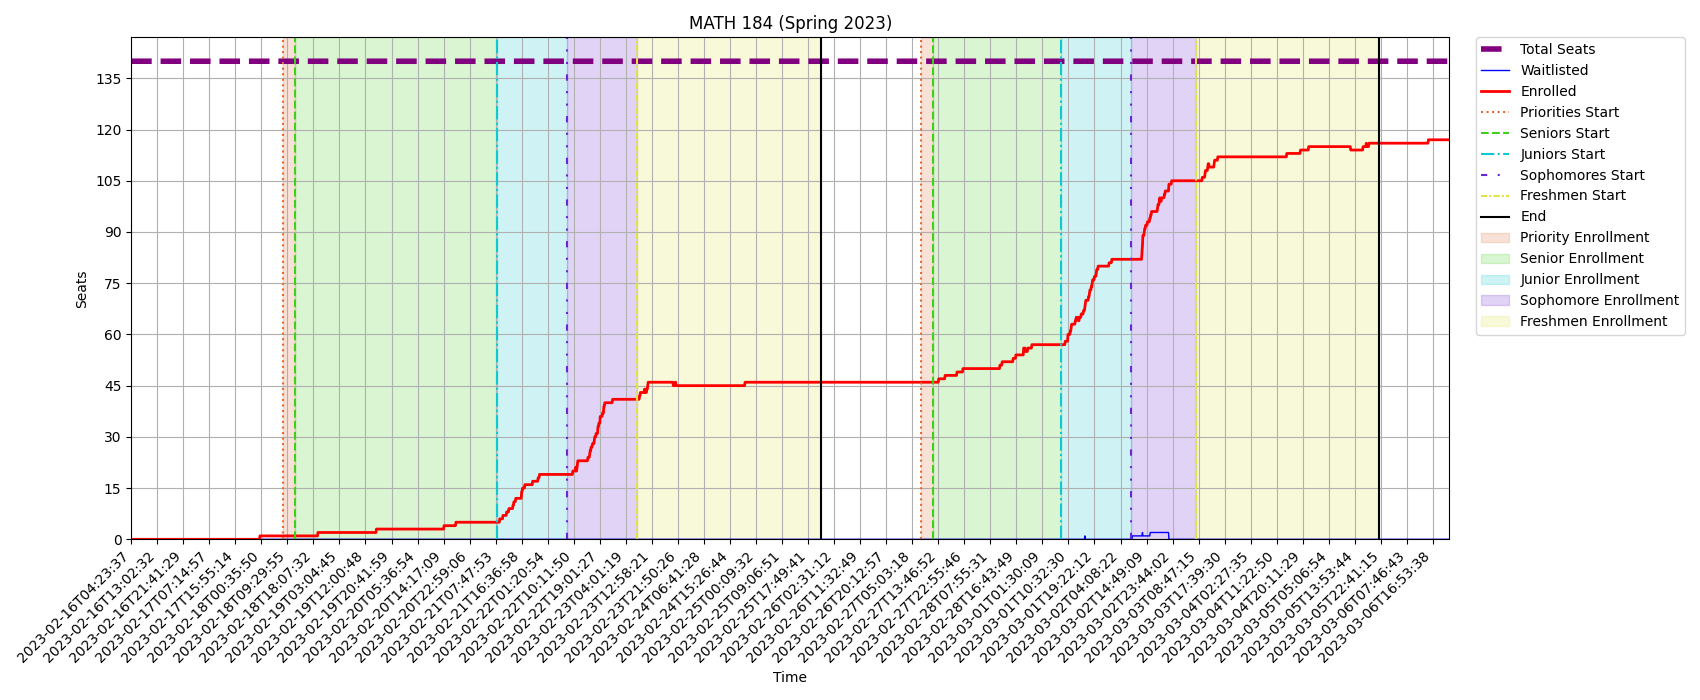 MATH 184 (Spring 2023)
Total Seats
Waitlisted
Enrolled
Priorities Start
Seniors Start
Juniors Start
Sophomores Start
Freshmen Start
End
Priority Enrollment
Senior Enrollment
Junior Enrollment
Sophomore Enrollment
Freshmen Enrollment
Seats
135
120
105
90
75
60
45
30
15
0
2023-02-16T04:23:37
2023-02-16T13:02:32
2023-02-16T21:41:29
2023-02-17T07:14:57
2023-02-17T15:55:14
2023-02-18T00:35:50
2023-02-18T09:29:55
2023-02-18T18:07:32
2023-02-19T03:04:45
2023-02-19T12:00:48
2023-02-19T20:41:59
2023-02-20T05:36:54
2023-02-20T14:17:09
2023-02-20T22:59:06
2023-02-21T07:47:53
2023-02-21T16:36:58
2023-02-22T01:20:54
2023-02-22T10:11:50
2023-02-22T19:01:27
2023-02-23T04:01:19
2023-02-23T12:58:21
2023-02-23T21:50:26
2023-02-24T06:41:28
2023-02-24T15:26:44
2023-02-25T00:09:32
2023-02-25T09:06:51
2023-02-25T17:49:41
2023-02-26T02:31:12
2023-02-26T11:32:49
2023-02-26T20:12:57
2023-02-27T05:03:18
2023-02-27T13:46:52
2023-02-27T22:55:46
2023-02-28T07:55:31
2023-02-28T16:43:49
2023-03-01T01:30:09
2023-03-01T10:32:30
2023-03-01T19:22:12
2023-03-02T04:08:22
2023-03-02T14:49:09
2023-03-02T23:44:02
2023-03-03T08:47:15
2023-03-03T17:39:30
2023-03-04T02:27:35
2023-03-04T11:22:50
2023-03-04T20:11:29
2023-03-05T05:06:54
2023-03-05T13:53:44
2023-03-05T22:41:15
2023-03-06T07:46:43
2023-03-06T16:53:38
Time